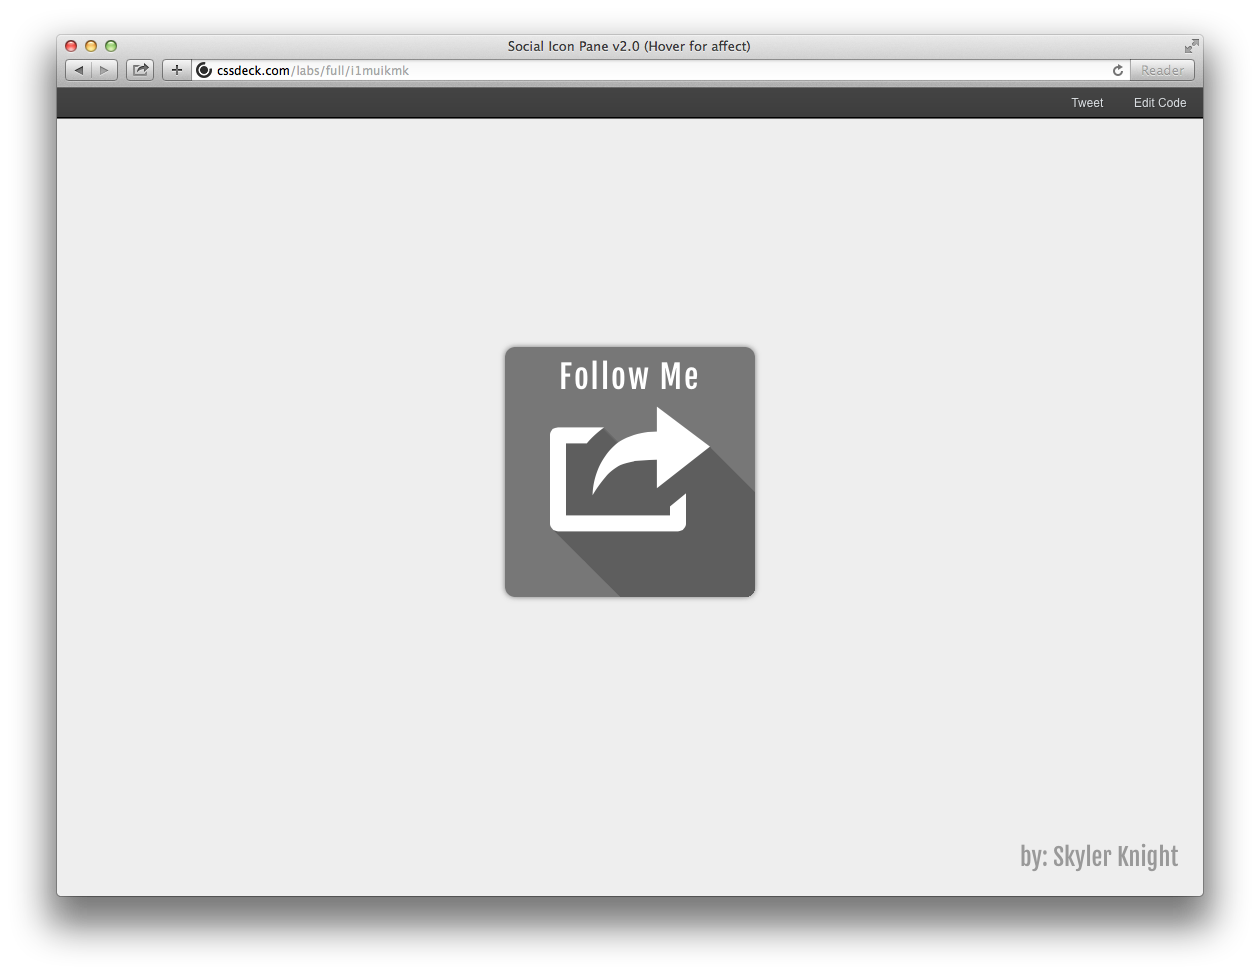 Social Icon Pane v2.0 (Hover for affect)
cssdeck.com/labs/full/i1muikmk
Reader
Tweet
Edit Code
Follow Me
by: Skyler Knight